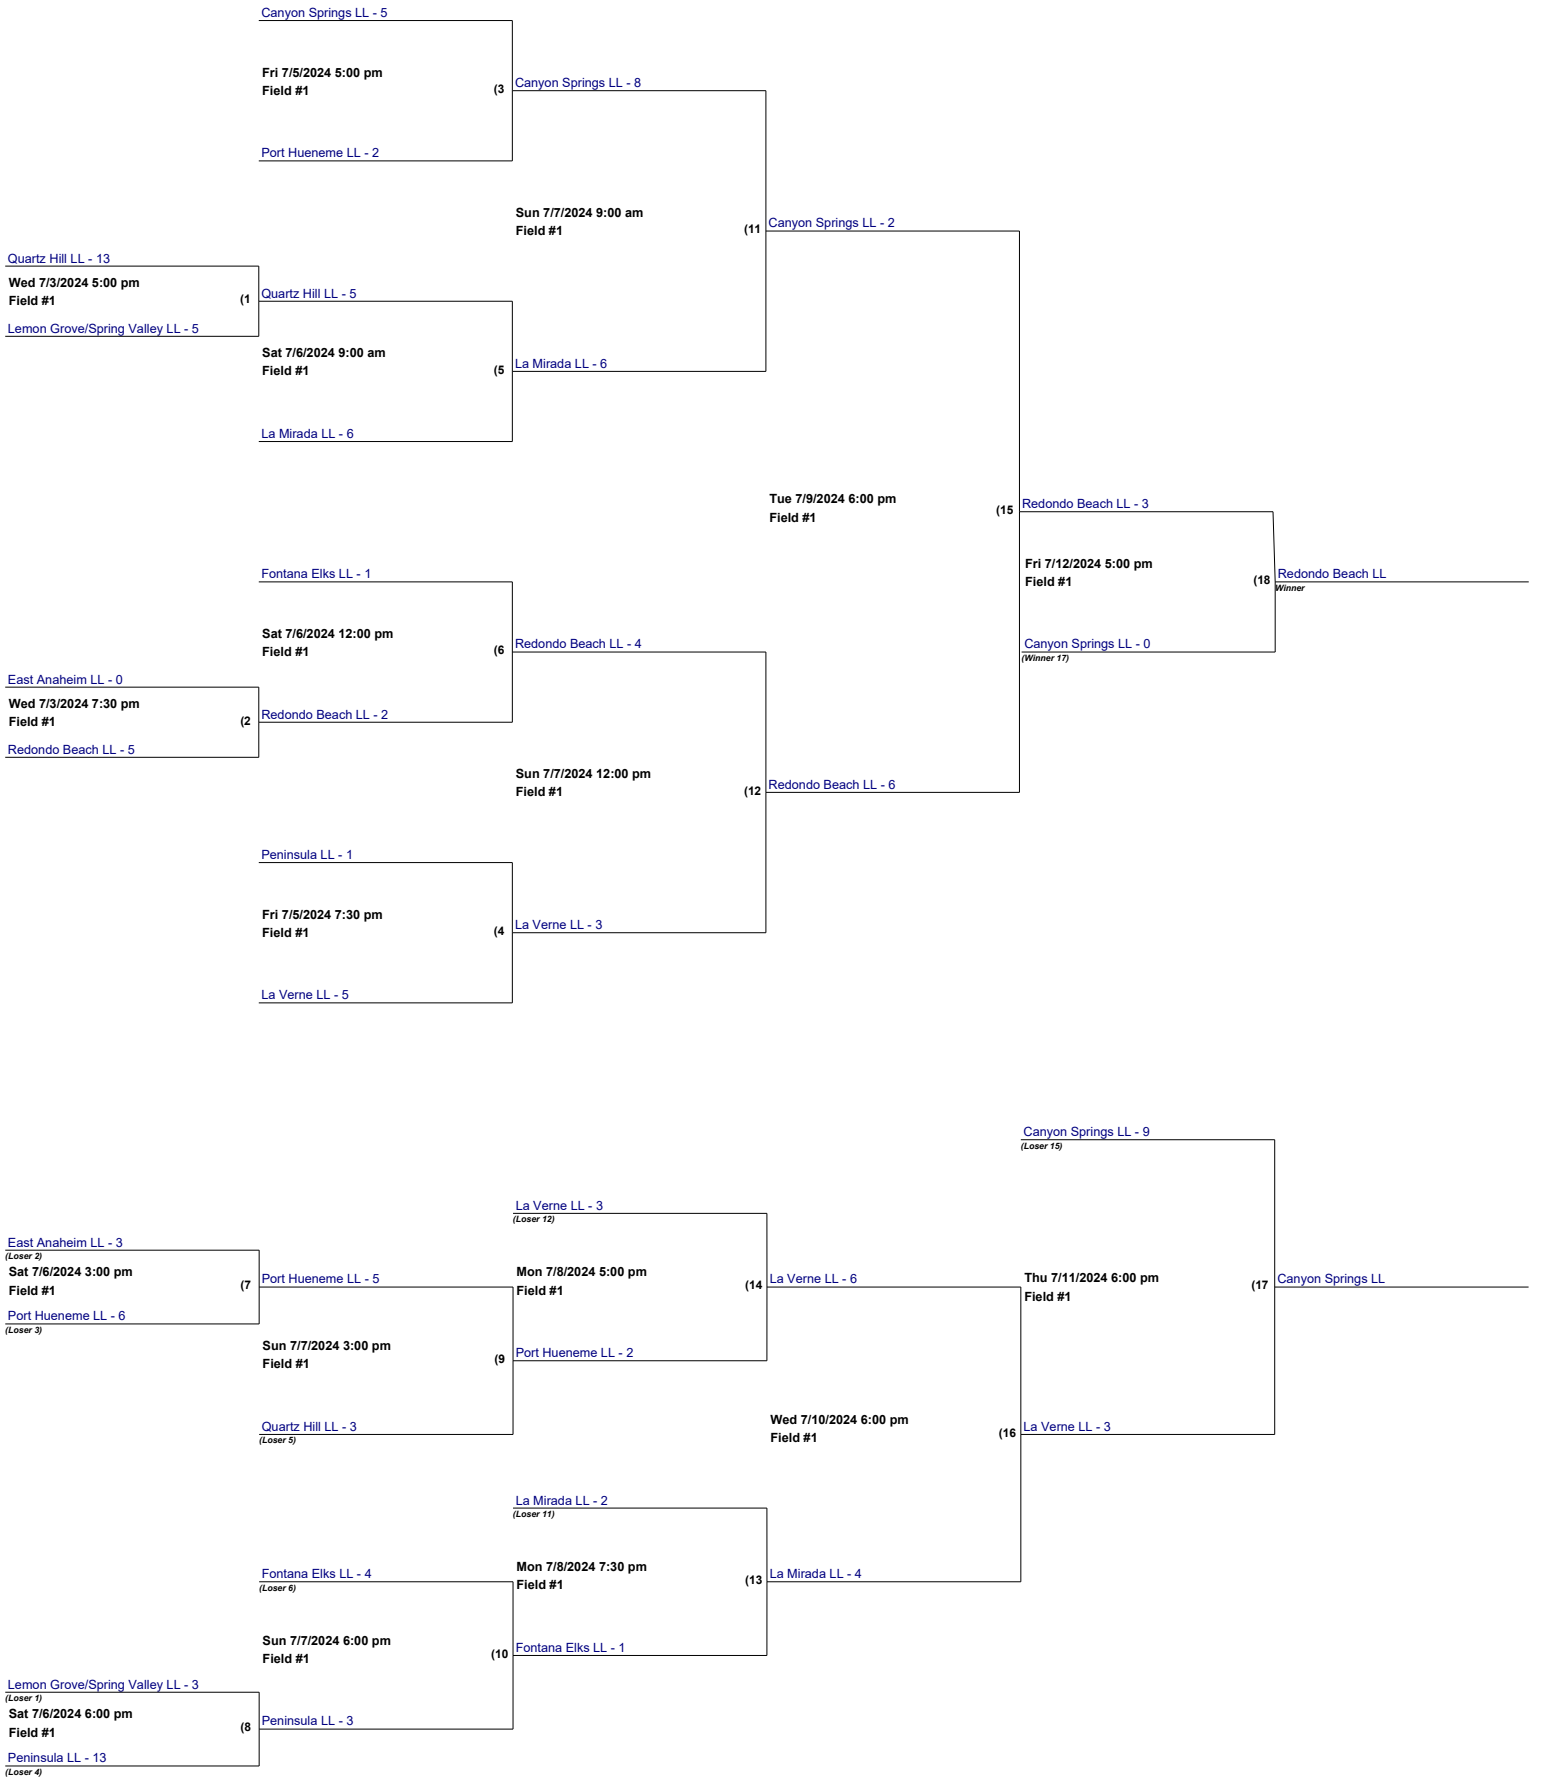 Canyon Springs LL - 5
Fri 7/5/2024 5:00 pm
Field #1
(3
Canyon Springs LL - 8
Port Hueneme LL - 2
Sun 7/7/2024 9:00 am
Field #1
(11
Canyon Springs LL - 2
Quartz Hill LL - 13
Wed 7/3/2024 5:00 pm
Field #1
(1
Quartz Hill LL - 5
Lemon Grove/Spring Valley LL - 5
Sat 7/6/2024 9:00 am
Field #1
(5
La Mirada LL - 6
La Mirada LL - 6
Tue 7/9/2024 6:00 pm
Field #1
(15
Redondo Beach LL - 3
Fri 7/12/2024 5:00 pm
Field #1
(18
Redondo Beach LL
Winner
Fontana Elks LL - 1
Sat 7/6/2024 12:00 pm
Field #1
(6
Redondo Beach LL - 4
Canyon Springs LL - 0
(Winner 17)
East Anaheim LL - 0
Wed 7/3/2024 7:30 pm
Field #1
(2
Redondo Beach LL - 2
Redondo Beach LL - 5
Sun 7/7/2024 12:00 pm
Field #1
(12
Redondo Beach LL - 6
Peninsula LL - 1
Fri 7/5/2024 7:30 pm
Field #1
(4
La Verne LL - 3
La Verne LL - 5
Canyon Springs LL - 9
(Loser 15)
La Verne LL - 3
(Loser 12)
East Anaheim LL - 3
(Loser 2)
Sat 7/6/2024 3:00 pm
Field #1
(7
Port Hueneme LL - 5
Mon 7/8/2024 5:00 pm
Field #1
(14
La Verne LL - 6
Thu 7/11/2024 6:00 pm
Field #1
(17
Canyon Springs LL
Port Hueneme LL - 6
(Loser 3)
Sun 7/7/2024 3:00 pm
Field #1
(9
Port Hueneme LL - 2
Quartz Hill LL - 3
(Loser 5)
Wed 7/10/2024 6:00 pm
Field #1
(16
La Verne LL - 3
La Mirada LL - 2
(Loser 11)
Fontana Elks LL - 4
(Loser 6)
Mon 7/8/2024 7:30 pm
Field #1
(13
La Mirada LL - 4
Sun 7/7/2024 6:00 pm
Field #1
(10
Fontana Elks LL - 1
Lemon Grove/Spring Valley LL - 3
(Loser 1)
Sat 7/6/2024 6:00 pm
Field #1
(8
Peninsula LL - 3
Peninsula LL - 13
(Loser 4)